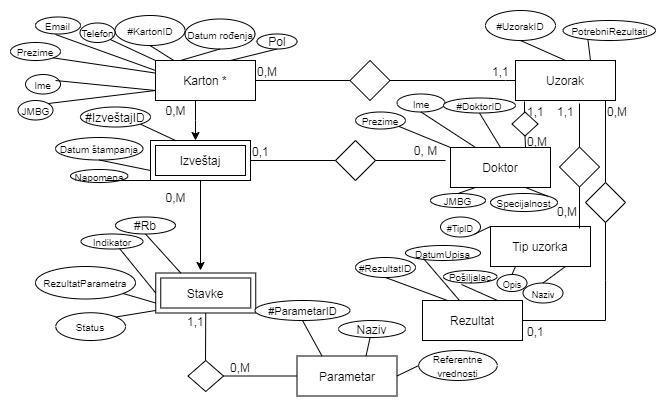 Email
Telefon
#KartonID
Datum rođenja
Pol
Prezime
Ime
JMBG
Karton *
0,M
1,1
#UzorakID
PotrebniRezultati
Uzorak
0,M
#IzveštajID
Datum štampanja
Napomena
Izveštaj
0,1
0, M
Ime
#DoktorID
Prezime
1,1
1,1
0,M
0,M
Doktor
JMBG
Specijalnost
0,M
0,M
#TipID
Tip uzorka
Opis
Naziv
#Rb
Indikator
RezultatParametra
Status
Stavke
1,1
#RezultatID
DatumUpisa
Pošiljalac
Rezultat
0,1
#ParametarID
Naziv
0,M
Parametar
Referentne
vrednosti